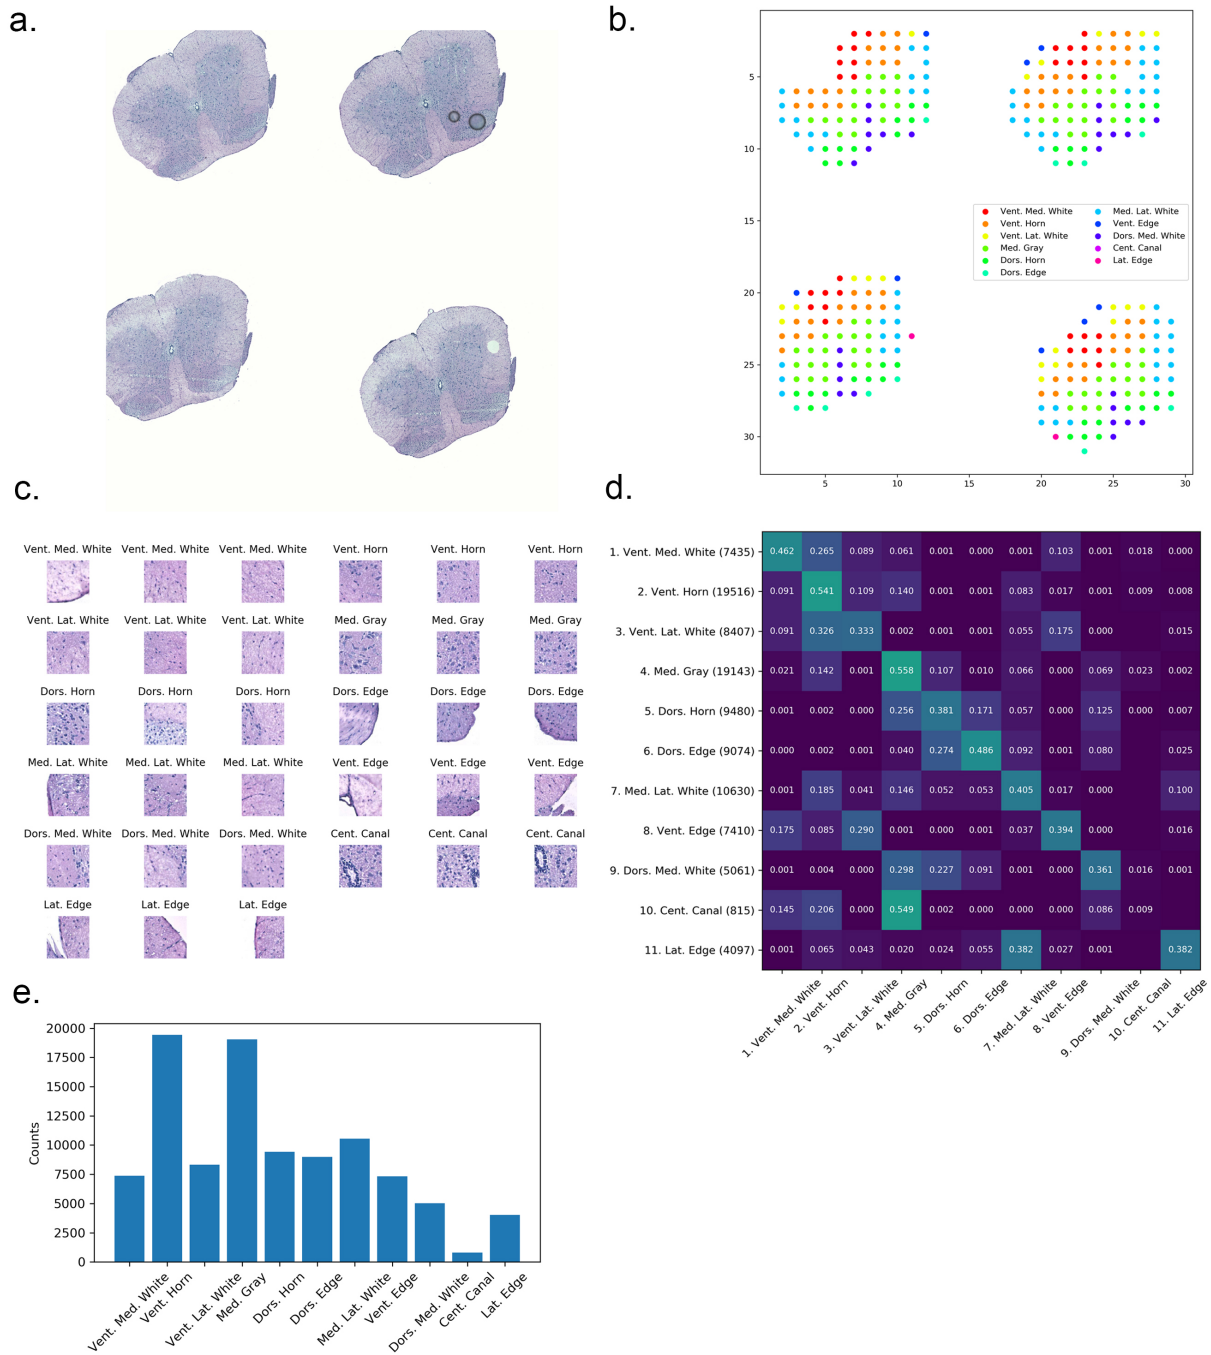 a.
b.
5
10
15
20
25
30
5
10
15
20
25
30
Vent. Med. White
Vent. Horn
Vent. Lat. White
Med. Gray
Dors. Horn
Dors. Edge
Med. Lat. White
Vent. Edge
Dors. Med. White
Cent. Canal
Lat. Edge
c.
Vent. Med. White Vent. Med. White Vent. Med. White Vent. Horn Vent. Horn Vent. Horn
Vent. Lat. White Vent. Lat. White Vent. Lat. White Med. Gray Med. Gray Med. Gray
Dors. Horn Dors. Horn Dors. Horn Dors. Edge Dors. Edge Dors. Edge
Med. Lat. White Med. Lat. White Med. Lat. White Vent. Edge Vent. Edge Vent. Edge
Dors. Med. White Dors. Med. White Dors. Med. White Cent. Canal Cent. Canal Cent. Canal
Lat. Edge Lat. Edge Lat. Edge
d.
1. Vent. Med. White (7435) 0.462 0.265 0.089 0.061 0.001 0.000 0.001 0.103 0.001 0.018 0.000
2. Vent. Horn (19516) 0.091 0.541 0.109 0.140 0.001 0.001 0.083 0.017 0.001 0.009 0.008
3. Vent. Lat. White (8407) 0.091 0.326 0.333 0.002 0.001 0.001 0.055 0.175 0.000 0.015
4. Med. Gray (19143) 0.021 0.142 0.001 0.558 0.107 0.010 0.066 0.000 0.069 0.023 0.002
5. Dors. Horn (9480) 0.001 0.002 0.000 0.256 0.381 0.171 0.057 0.000 0.125 0.000 0.007
6. Dors. Edge (9074) 0.000 0.002 0.001 0.040 0.274 0.486 0.092 0.001 0.080 0.025
7. Med. Lat. White (10630) 0.001 0.185 0.041 0.146 0.052 0.053 0.405 0.017 0.000 0.100
8. Vent. Edge (7410) 0.175 0.085 0.290 0.001 0.000 0.001 0.037 0.394 0.000 0.016
9. Dors. Med. White (5061) 0.001 0.004 0.000 0.298 0.227 0.091 0.001 0.000 0.361 0.016 0.001
10. Cent. Canal (815) 0.145 0.206 0.000 0.549 0.002 0.000 0.000 0.000 0.086 0.009
11. Lat. Edge (4097) 0.001 0.065 0.043 0.020 0.024 0.055 0.382 0.027 0.001 0.382
1. Vent. Med. White
2. Vent. Horn
3. Vent. Lat. White
4. Med. Gray
5. Dors. Horn
6. Dors. Edge
7. Med. Lat. White
8. Vent. Edge
9. Dors. Med. White
10. Cent. Canal
11. Lat. Edge
e.
Counts
20000
17500
15000
12500
10000
7500
5000
2500
0
Vent. Med. White
Vent. Horn
Vent. Lat. White
Med. Gray
Dors. Horn
Dors. Edge
Med. Lat. White
Vent. Edge
Dors. Med. White
Cent. Canal
Lat. Edge